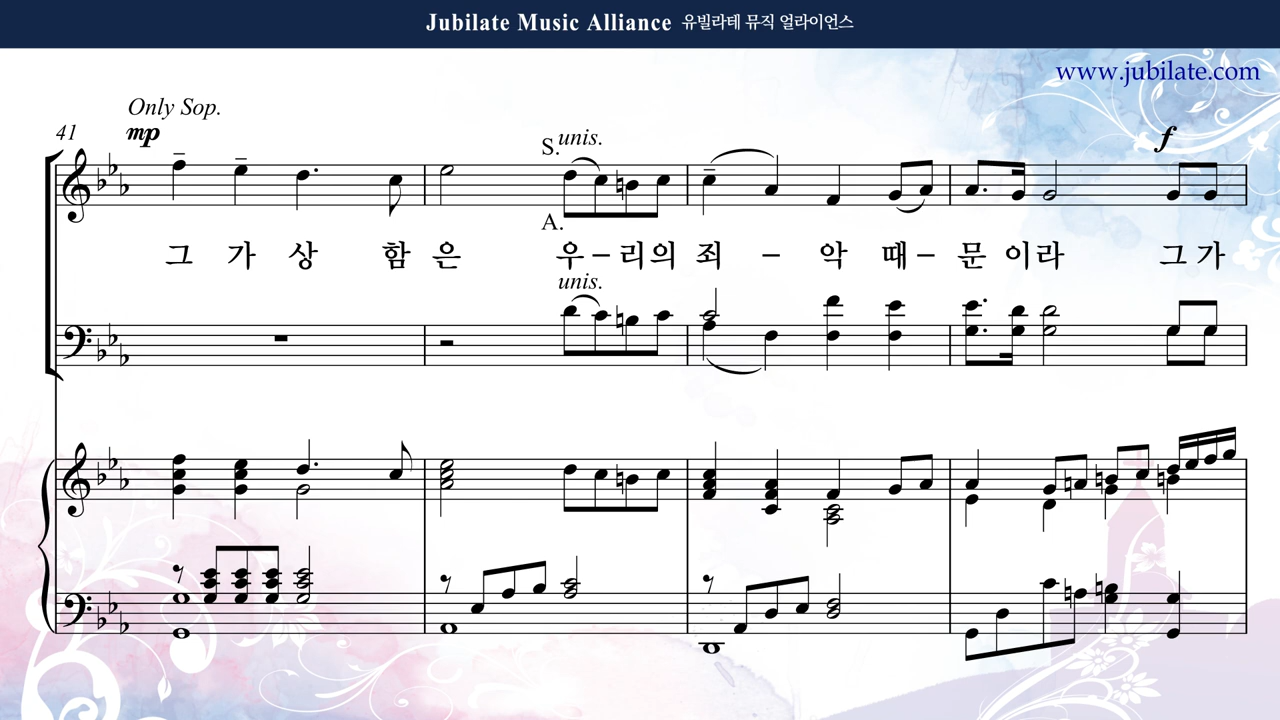 Jubilate Music Alliance 유빌라테 뮤직 얼라이언스
www.jubilate.com
Only Sop.
41 mp
S. unis.
f
A.
그 가 상 함 은 우 – 리 의 죄 – 악 때 – 문 이 라 그 가
unis.